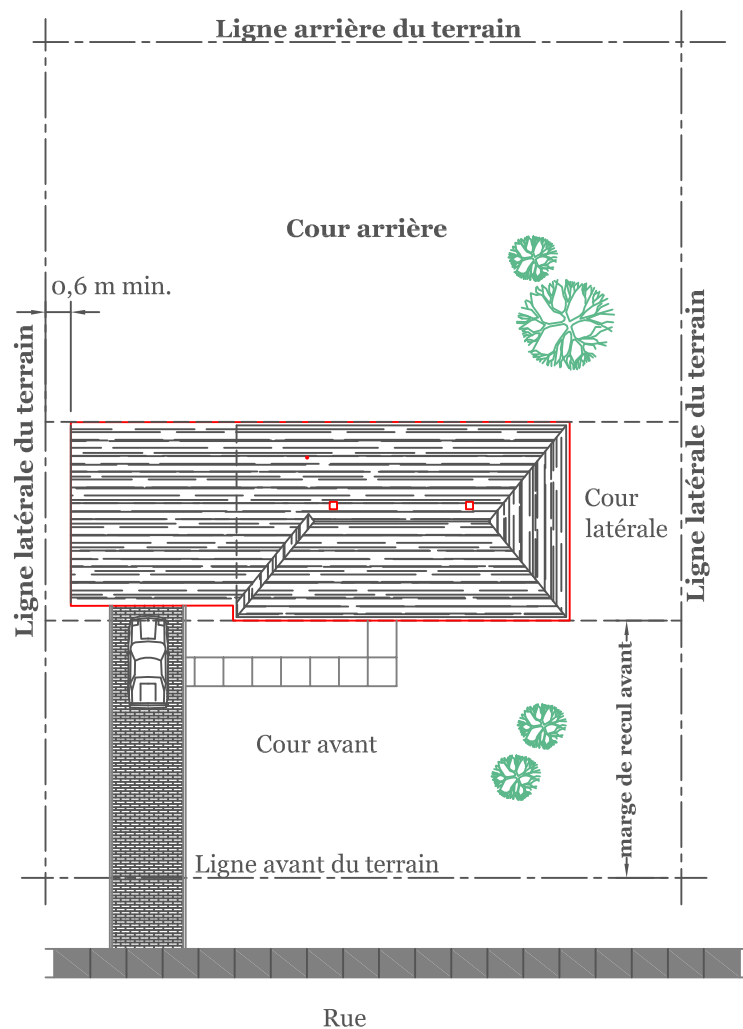 Ligne arrière du terrain
Cour arrière
0,6 m min.
Ligne latérale du terrain
Ligne latérale du terrain
Cour
latérale
marge de recul avant
Cour avant
Ligne avant du terrain
Rue